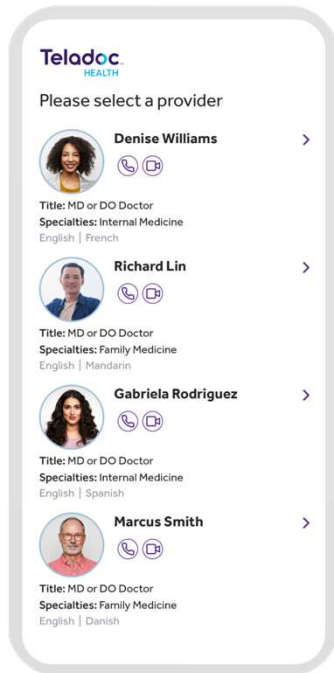 Teladoc
HEALTH
Please select a provider
Denise Williams
Title: MD or DO Doctor
Specialties: Internal Medicine
English | French
Richard Lin
Title: MD or DO Doctor
Specialties: Family Medicine
English | Mandarin
Gabriela Rodriguez
Title: MD or DO Doctor
Specialties: Internal Medicine
English | Spanish
Marcus Smith
Title: MD or DO Doctor
Specialties: Family Medicine
English | Danish